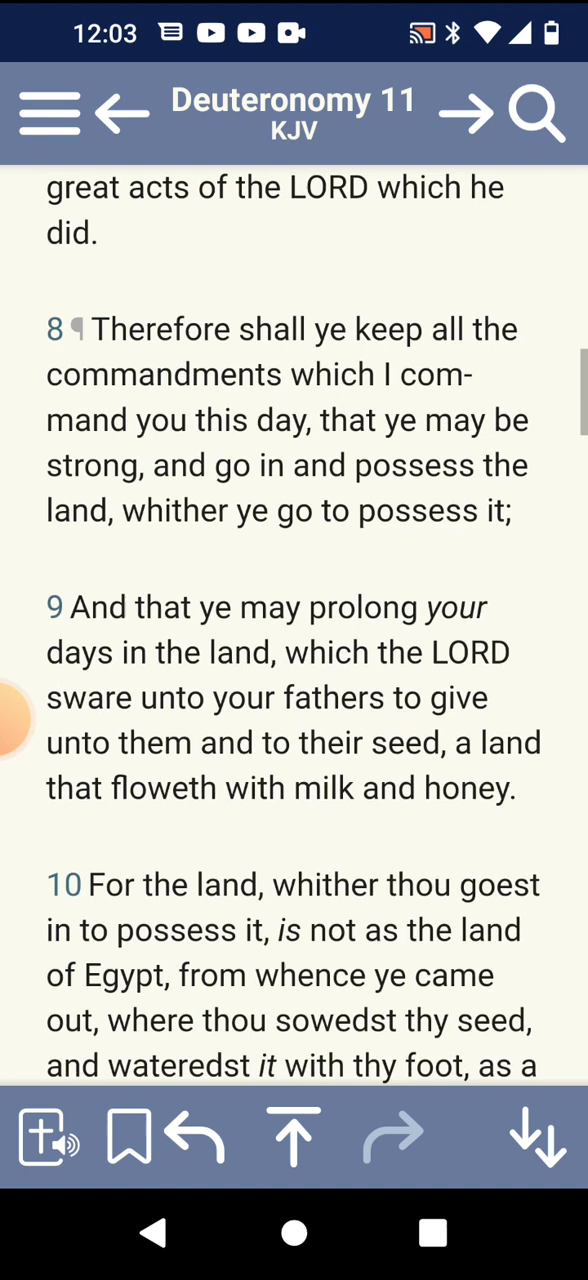 12:03
Deuteronomy 11
KJV
great acts of the LORD which he
did.
8 ¶ Therefore shall ye keep all the
commandments which I com-
mand you this day, that ye may be
strong, and go in and possess the
land, whither ye go to possess it;
9 And that ye may prolong your
days in the land, which the LORD
sware unto your fathers to give
unto them and to their seed, a land
that floweth with milk and honey.
10 For the land, whither thou goest
in to possess it, is not as the land
of Egypt, from whence ye came
out, where thou sowedst thy seed,
and wateredst it with thy foot, as a